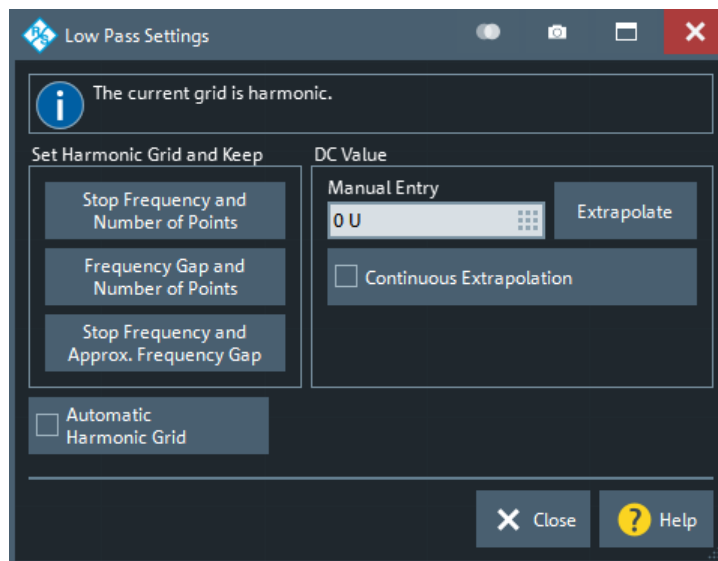 R&S Low Pass Settings
The current grid is harmonic.
Set Harmonic Grid and Keep
Stop Frequency and
Number of Points
Frequency Gap and
Number of Points
Stop Frequency and
Approx. Frequency Gap
DC Value
Manual Entry
0 U
Extrapolate
Continuous Extrapolation
Automatic
Harmonic Grid
Close
Help